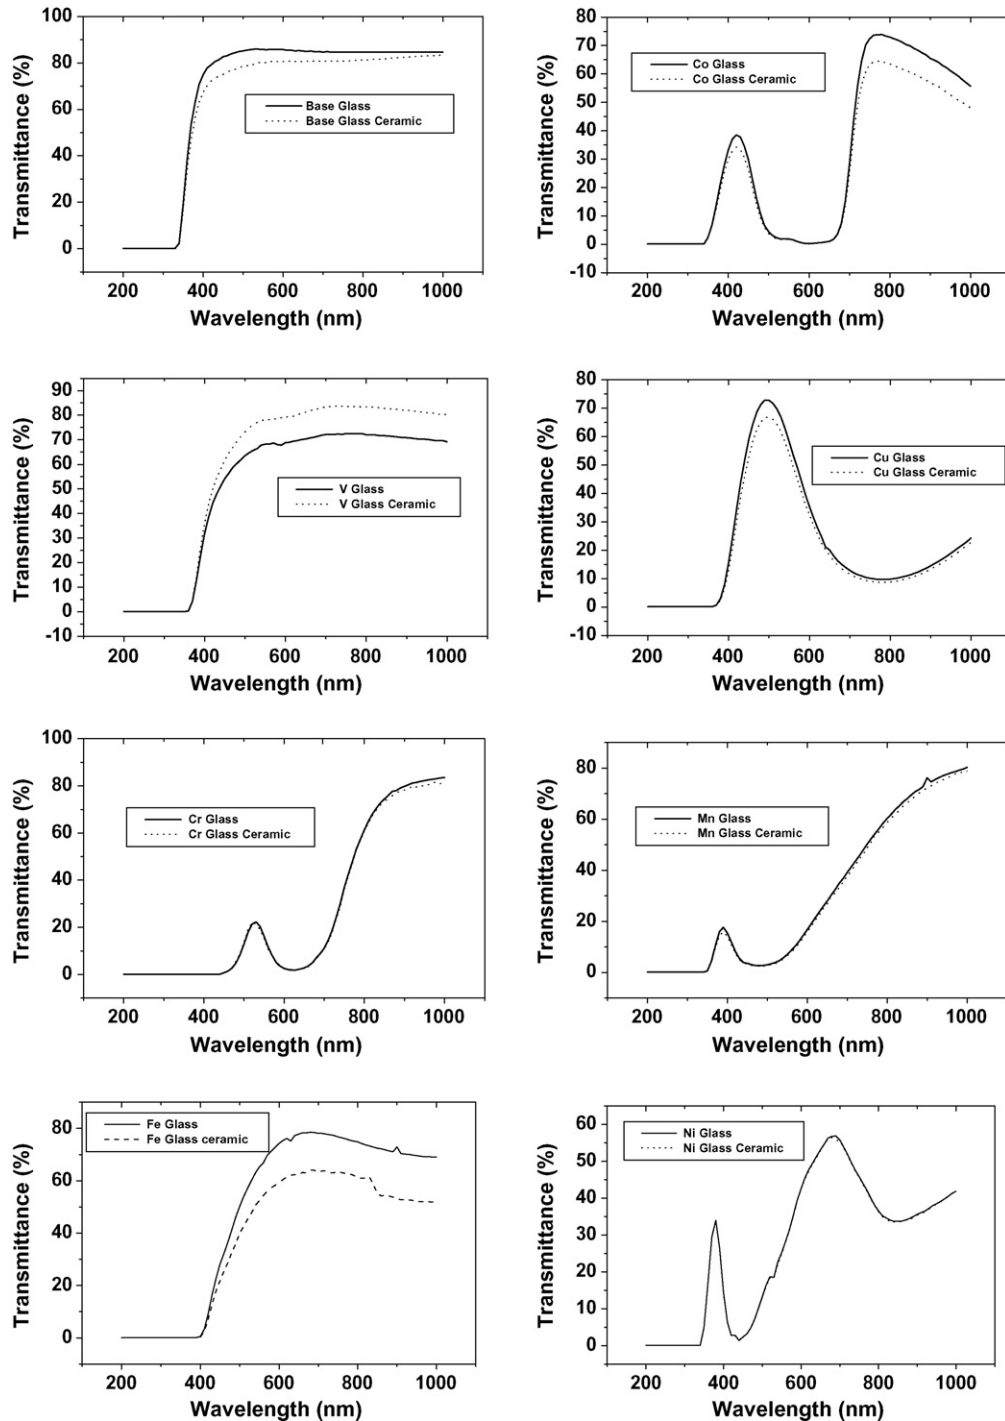 Transmittance (%)
100
80
60
40
20
0
Base Glass
Base Glass Ceramic
200 400 600 800 1000
Wavelength (nm)
Transmittance (%)
80
70
60
50
40
30
20
10
0
-10
Co Glass
Co Glass Ceramic
200 400 600 800 1000
Wavelength (nm)
Transmittance (%)
90
80
70
60
50
40
30
20
10
0
-10
V Glass
V Glass Ceramic
200 400 600 800 1000
Wavelength (nm)
Transmittance (%)
80
70
60
50
40
30
20
10
0
-10
Cu Glass
Cu Glass Ceramic
200 400 600 800 1000
Wavelength (nm)
Transmittance (%)
100
80
60
40
20
0
Cr Glass
Cr Glass Ceramic
200 400 600 800 1000
Wavelength (nm)
Transmittance (%)
80
60
40
20
0
Mn Glass
Mn Glass Ceramic
200 400 600 800 1000
Wavelength (nm)
Transmittance (%)
80
60
40
20
0
Fe Glass
Fe Glass ceramic
200 400 600 800 1000
Wavelength (nm)
Transmittance (%)
60
50
40
30
20
10
0
Ni Glass
Ni Glass Ceramic
200 400 600 800 1000
Wavelength (nm)